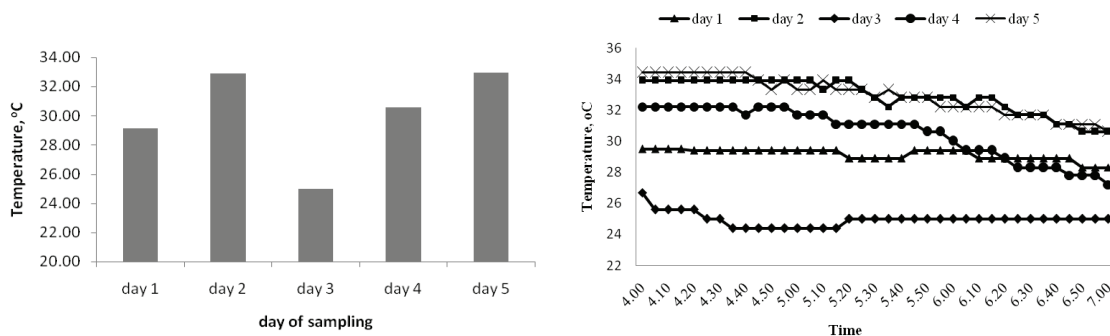 34.00
32.00
30.00
28.00
26.00
24.00
22.00
20.00
Temperature, °C
day 1 day 2 day 3 day 4 day 5
day of sampling
day 1 day 2 day 3 day 4 day 5
36
34
32
30
28
26
24
22
Temperature, oC
4.00 4.10 4.20 4.30 4.40 4.50 5.00 5.10 5.20 5.30 5.50 6.00 6.10 6.20 6.30 6.40 6.50 7.00
Time